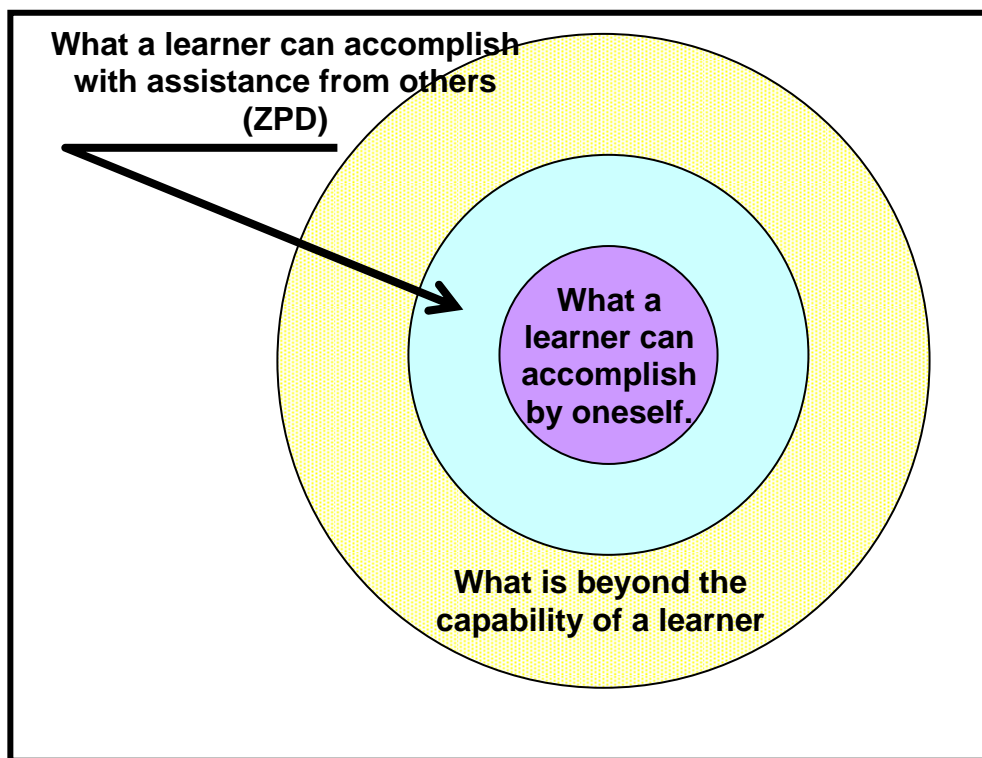 What a learner can accomplish
with assistance from others
(ZPD)
What a
learner can
accomplish
by oneself.
What is beyond the
capability of a learner